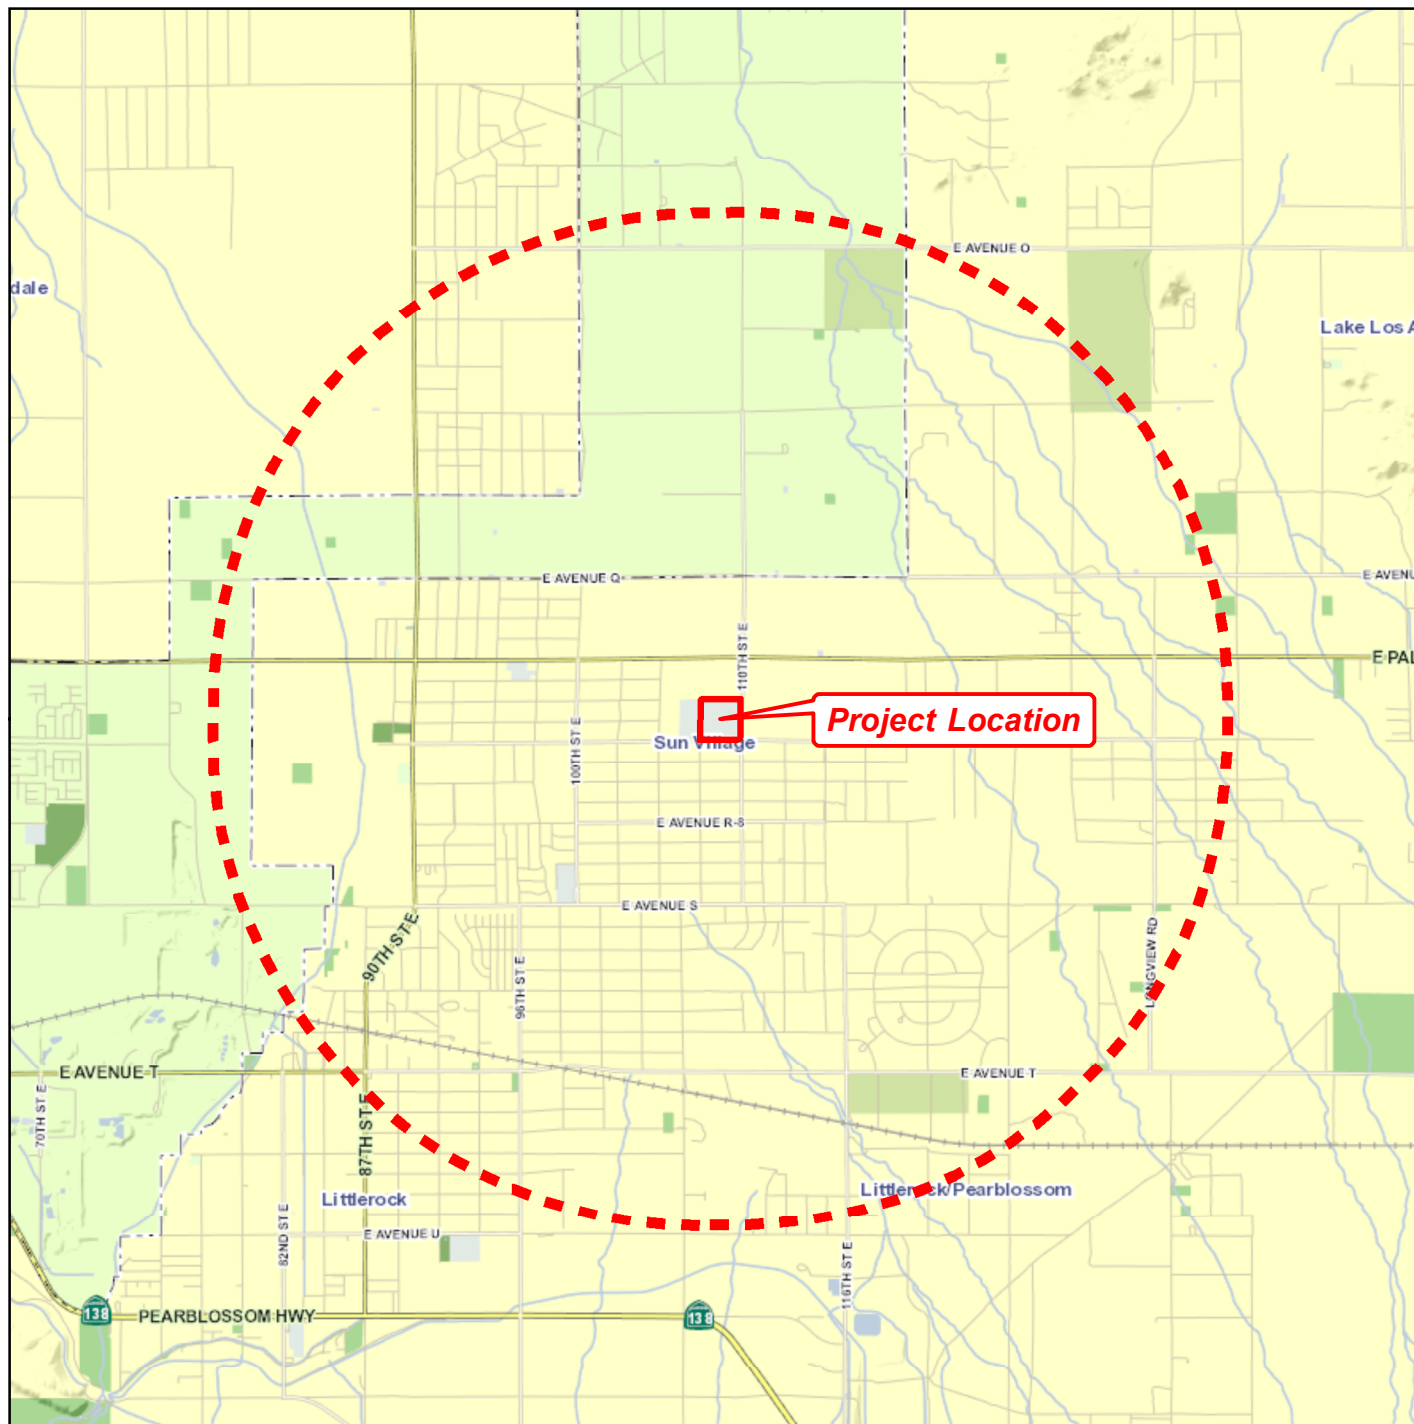 E AVENUE O
dale
Lake Los A
E AVENUE Q
E AVENU
110TH ST E
E PAL
Project Location
Sun Village
100TH ST E
E AVENUE R-8
E AVENUE S
90TH ST E
96TH ST E
LONGVIEW RD
E AVENUE T
E AVENUE T
70TH ST E
87TH ST E
Littlerock
Littlerock/Pearblossom
82ND ST E
E AVENUE U
116TH ST E
138
PEARBLOSSOM HWY
138